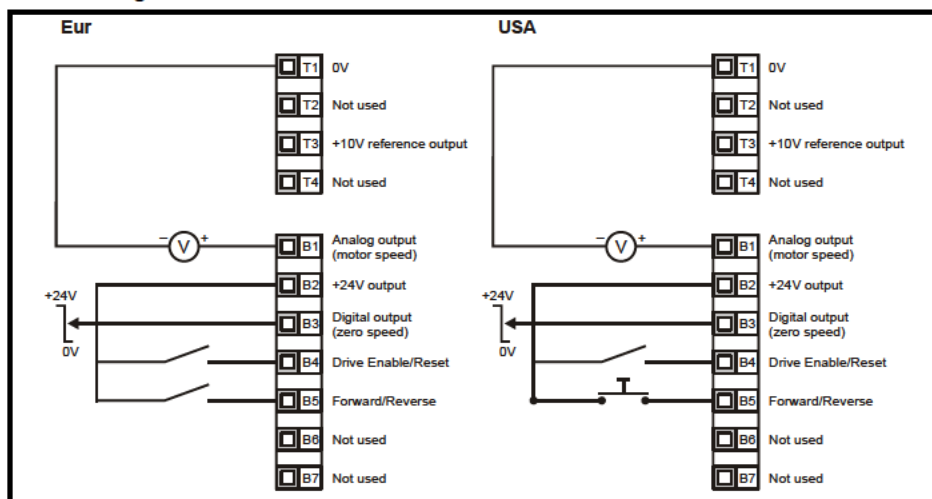 Eur
T1 0V
T2 Not used
T3 +10V reference output
T4 Not used
− V +
B1 Analog output
(motor speed)
B2 +24V output
+24V
B3 Digital output
(zero speed)
0V
B4 Drive Enable/Reset
B5 Forward/Reverse
B6 Not used
B7 Not used
USA
T1 0V
T2 Not used
T3 +10V reference output
T4 Not used
− V +
B1 Analog output
(motor speed)
B2 +24V output
+24V
B3 Digital output
(zero speed)
0V
B4 Drive Enable/Reset
B5 Forward/Reverse
B6 Not used
B7 Not used